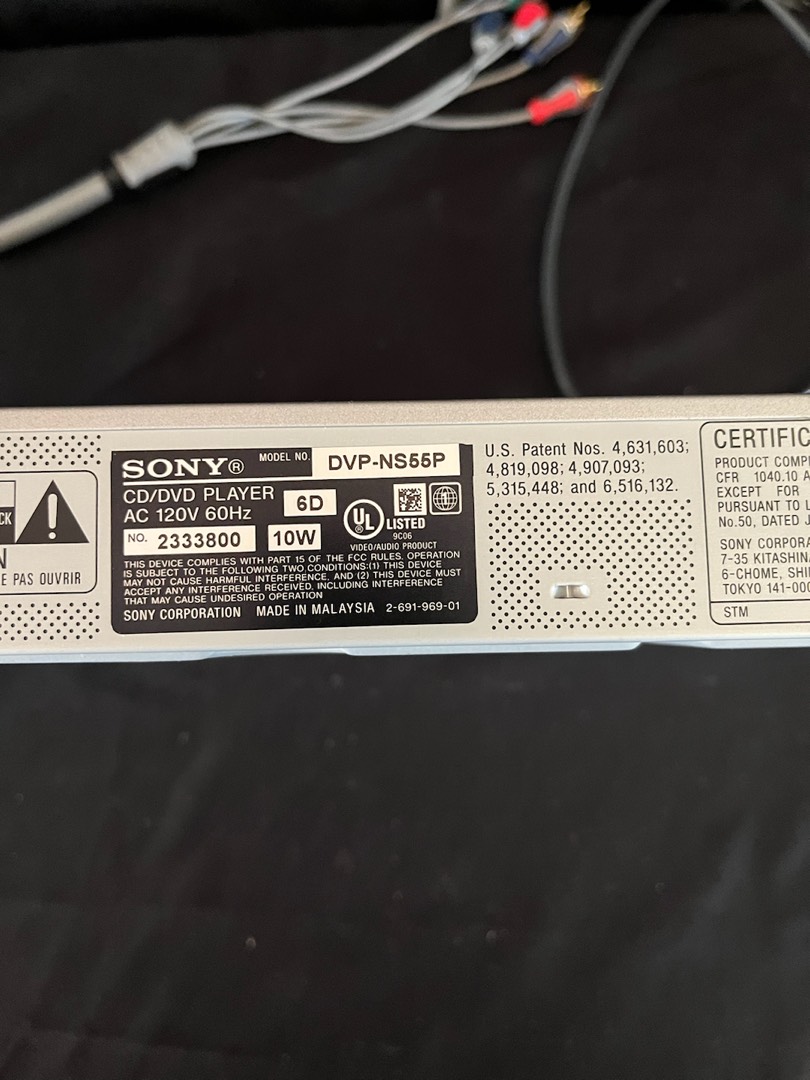 SONY® MODEL NO. DVP-NS55P
CD/DVD PLAYER
AC 120V 60Hz 6D
NO. 2333800 10W
UL ® LISTED
9C06
VIDEO/AUDIO PRODUCT
THIS DEVICE COMPLIES WITH PART 15 OF THE FCC RULES. OPERATION
IS SUBJECT TO THE FOLLOWING TWO CONDITIONS:(1) THIS DEVICE
MAY NOT CAUSE HARMFUL INTERFERENCE, AND (2) THIS DEVICE MUST
ACCEPT ANY INTERFERENCE RECEIVED, INCLUDING INTERFERENCE
THAT MAY CAUSE UNDESIRED OPERATION
SONY CORPORATION MADE IN MALAYSIA 2-691-969-01
PAS OUVRIR
U.S. Patent Nos. 4,631,603;
4,819,098; 4,907,093;
5,315,448; and 6,516,132.
CERTIFIC
PRODUCT COMPL
CFR 1040.10 A
EXCEPT FOR
PURSUANT TO L
No.50, DATED J
SONY CORPORA
7-35 KITASHINA
6-CHOME, SHI
TOKYO 141-000
STM